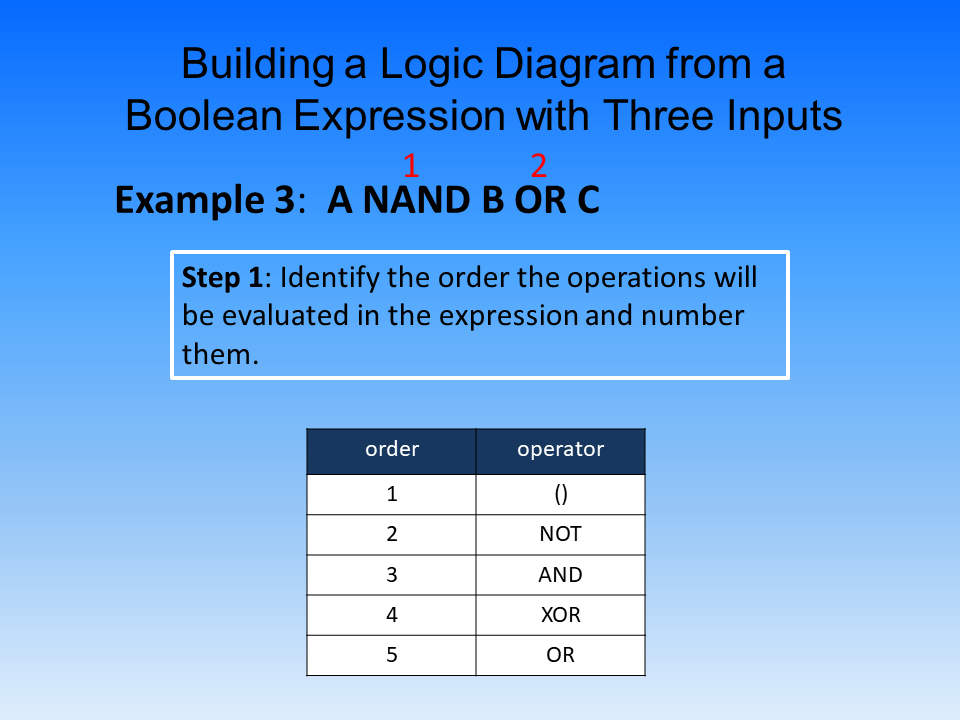 Building a Logic Diagram from a
Boolean Expression with Three Inputs
1 2
Example 3: A NAND B OR C
Step 1: Identify the order the operations will
be evaluated in the expression and number
them.
order operator
1 ()
2 NOT
3 AND
4 XOR
5 OR